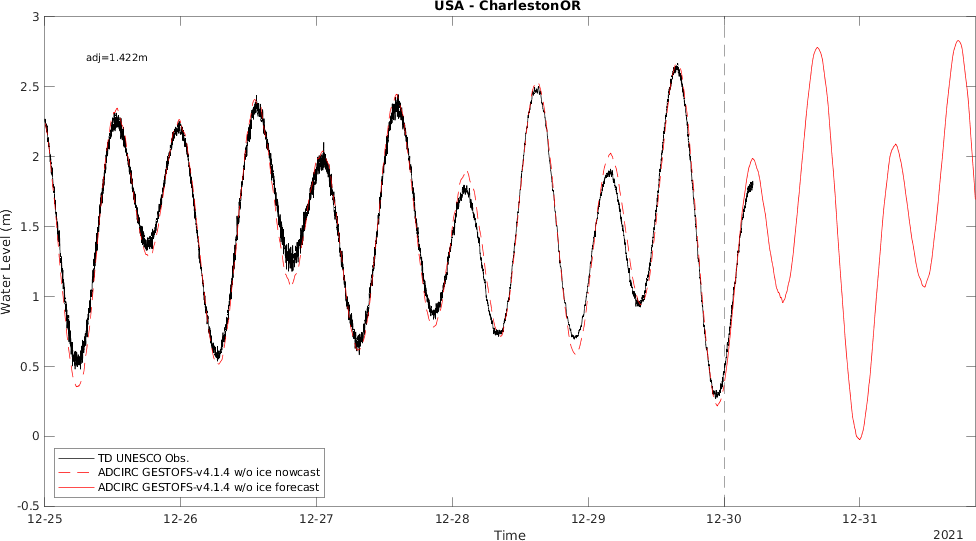 USA - CharlestonOR
adj=1.422m
3
2.5
2
1.5
1
0.5
0
-0.5
Water Level (m)
TD UNESCO Obs.
ADCIRC GESTOFS-v4.1.4 w/o ice nowcast
ADCIRC GESTOFS-v4.1.4 w/o ice forecast
12-25 12-26 12-27 12-28 12-29 12-30 12-31
Time
2021